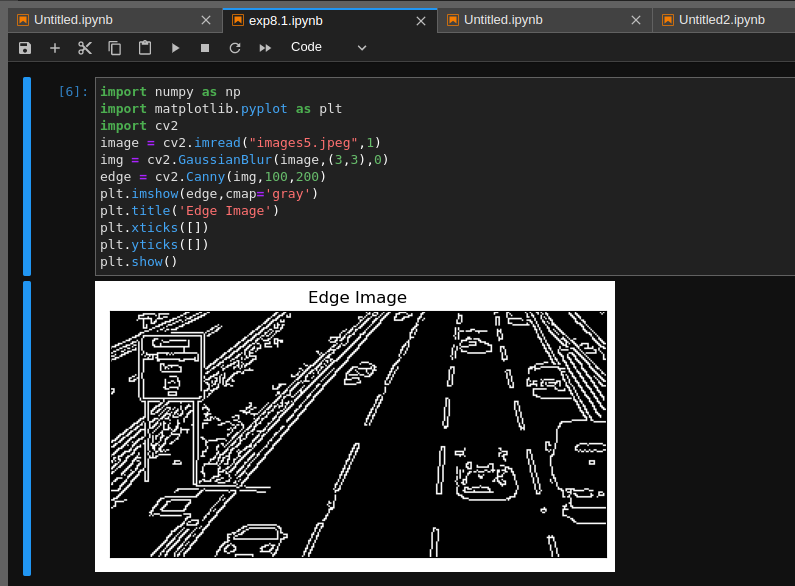 Untitled.ipynb
exp8.1.ipynb
Untitled.ipynb
Untitled2.ipynb
Code
[6]:
import numpy as np
import matplotlib.pyplot as plt
import cv2
image = cv2.imread("images5.jpeg",1)
img = cv2.GaussianBlur(image,(3,3),0)
edge = cv2.Canny(img,100,200)
plt.imshow(edge,cmap='gray')
plt.title('Edge Image')
plt.xticks([])
plt.yticks([])
plt.show()
Edge Image